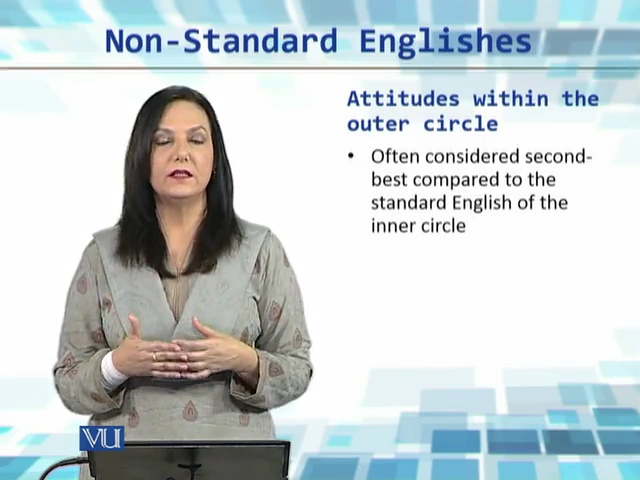 Non-Standard Englishes
Attitudes within the
outer circle
• Often considered second-
best compared to the
standard English of the
inner circle
VU